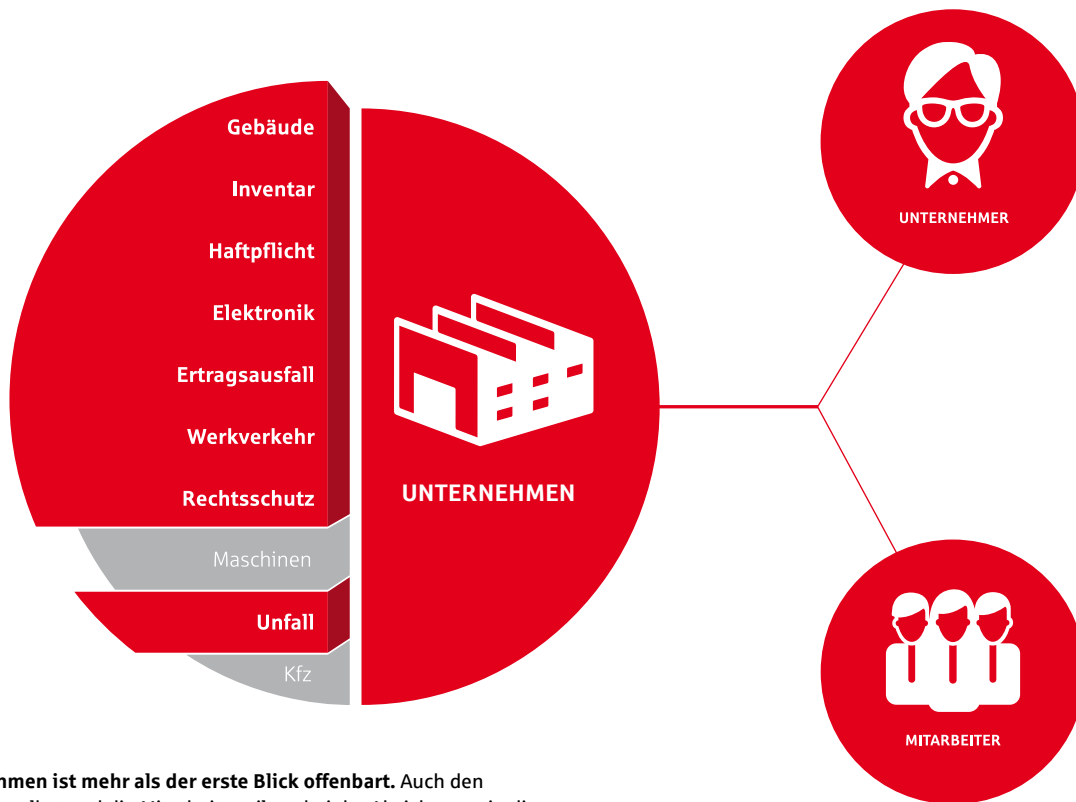 Gebäude
Inventar
Haftpflicht
Elektronik
Ertragsausfall
Werkverkehr
Rechtsschutz
Maschinen
Unfall
Kfz
UNTERNEHMEN
UNTERNEHMER
MITARBEITER
ist mehr als der erste Blick offenbart. Auch den